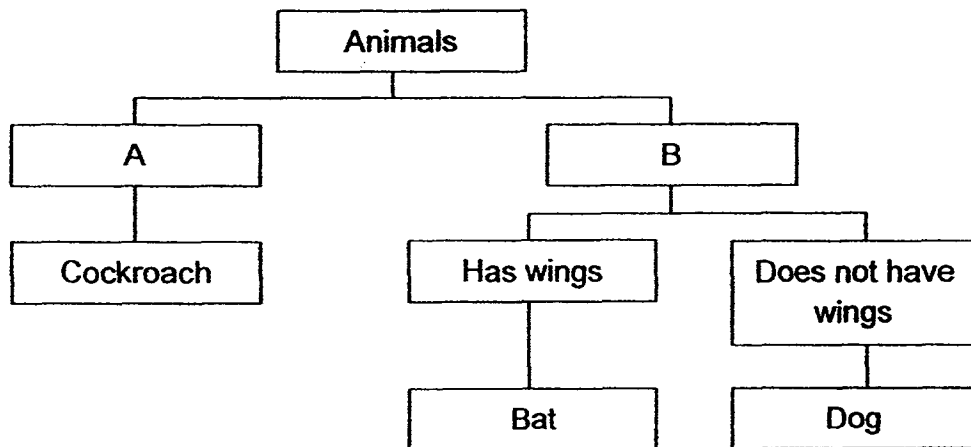 Animals
A
B
Cockroach
Has wings
Does not have
wings
Bat
Dog